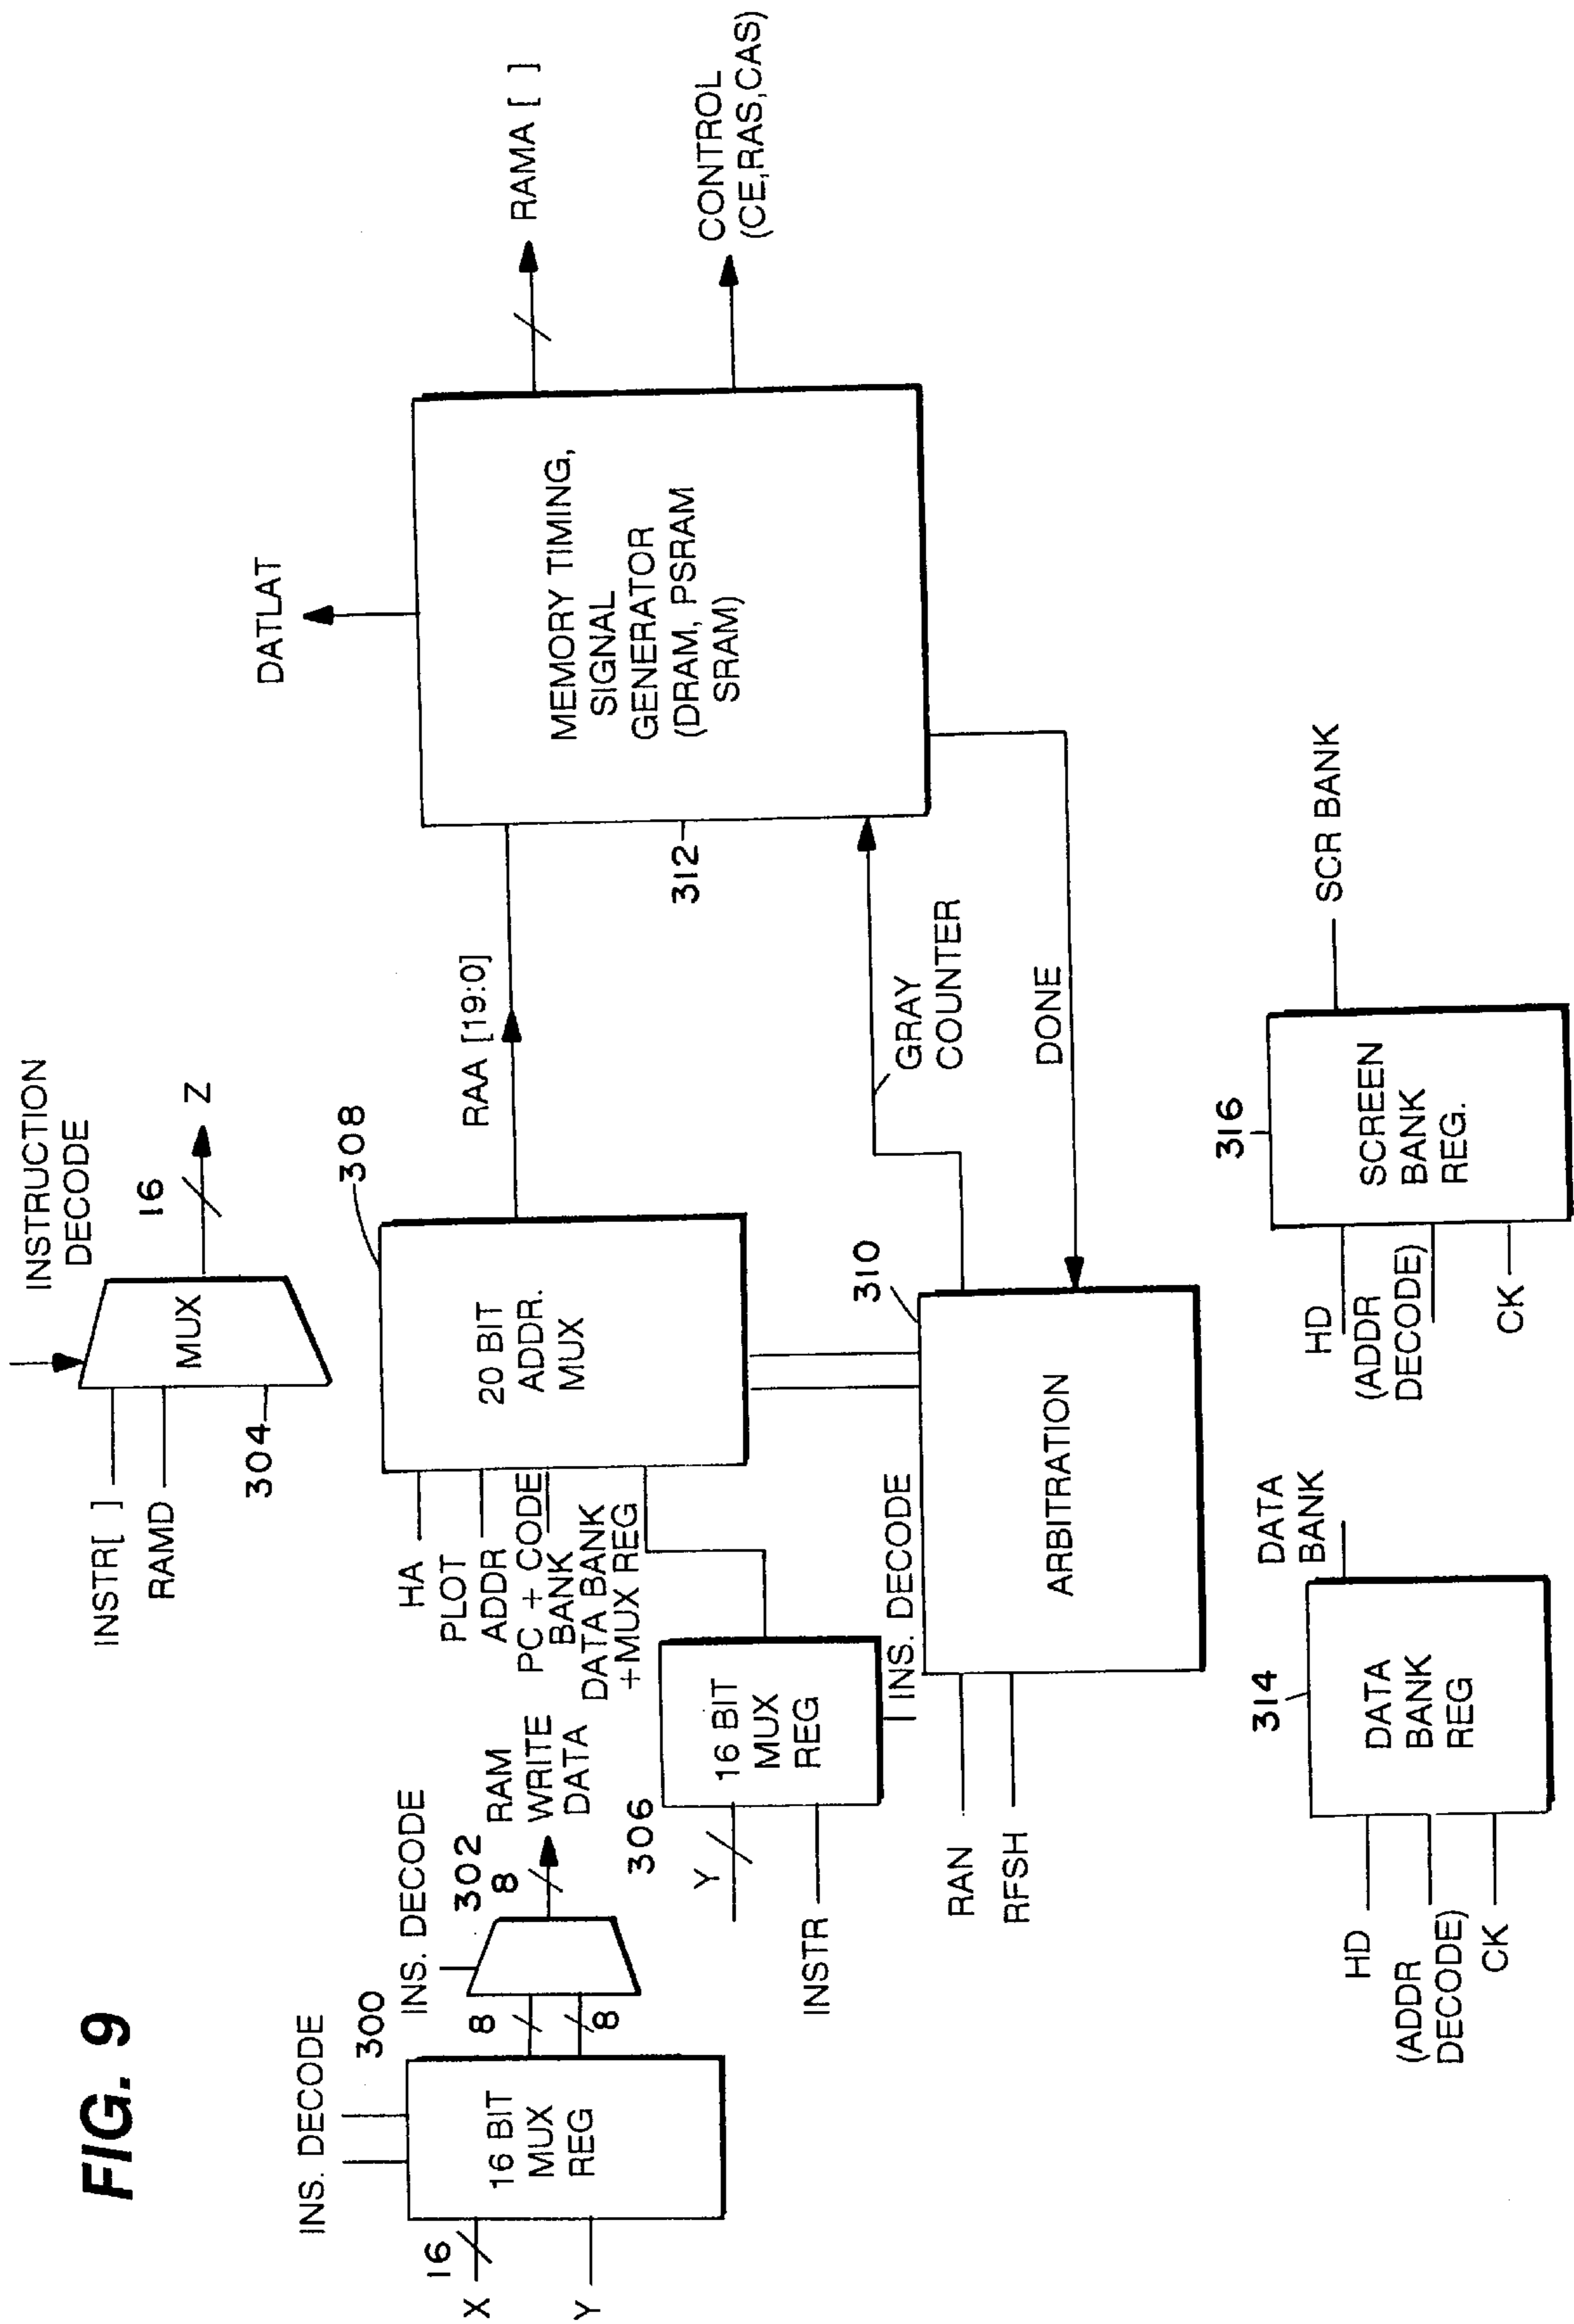 FIG. 9
INS. DECODE
300
X
16
Y
16 BIT
MUX
REG
8
8
INS. DECODE
302
8
RAM
WRITE
DATA
INSTRUCTION
DECODE
INSTR[ ]
RAMD
304
MUX
16
Z
306
Y
INSTR
16 BIT
MUX
REG
INS. DECODE
HA
PLOT
ADDR
PC + CODE
BANK
DATA BANK
+MUX REG
308
20 BIT
ADDR.
MUX
RAA [19:0]
RAN
RFSH
310
ARBITRATION
GRAY
COUNTER
DONE
312
MEMORY TIMING,
SIGNAL
GENERATOR
(DRAM, PSRAM
SRAM)
DATLAT
RAMA [ ]
CONTROL
(CE,RAS,CAS)
HD
(ADDR
DECODE)
CK
314
DATA
BANK
REG
DATA
BANK
HD
(ADDR
DECODE)
CK
316
SCREEN
BANK
REG.
SCR BANK